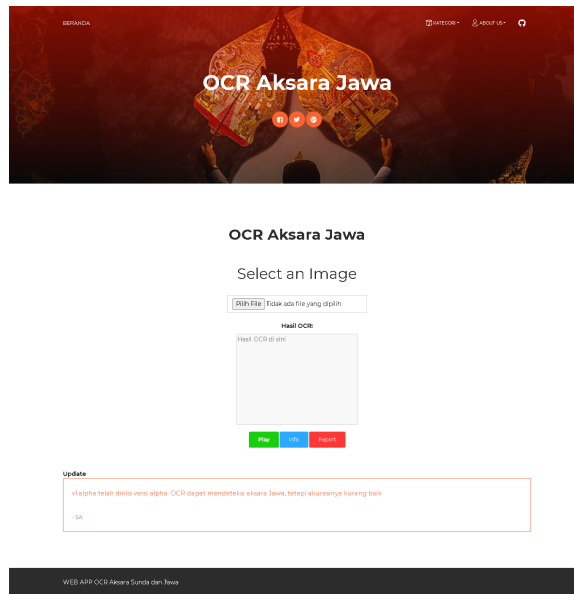 BERANDA
KATEGORI
ABOUT US
OCR Aksara Jawa
OCR Aksara Jawa
Select an Image
Pilih File Tidak ada file yang dipilih
Hasil OCR:
Hasil OCR di sini
Play Info Report
Update
v1 alpha telah dirilis versi alpha, OCR dapat mendeteksi aksara Jawa, tetapi akurasinya kurang baik
- SA
WEB APP OCR Aksara Sunda dan Jawa